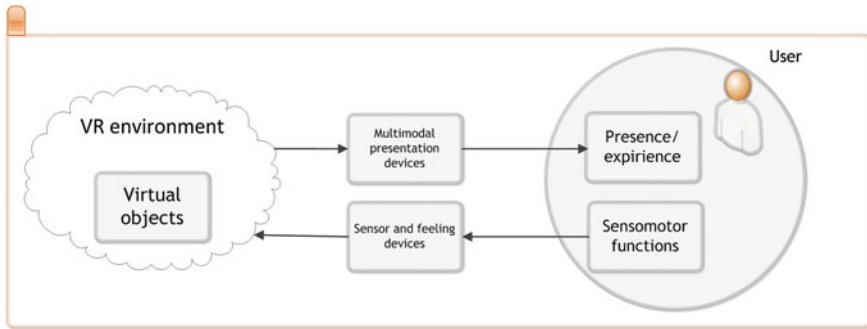 User
VR environment
Virtual
objects
Multimodal
presentation
devices
Presence/
expirience
Sensor and feeling
devices
Sensomotor
functions